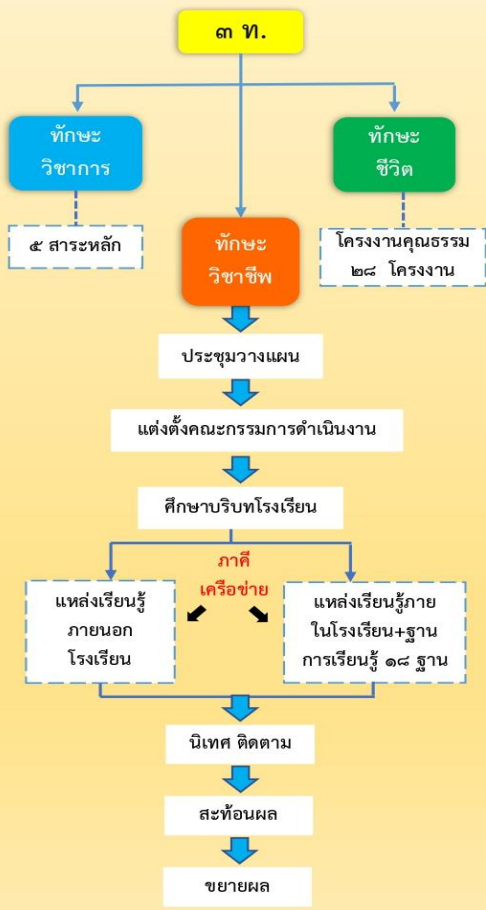 ๓ ท.
ทักษะ
วิชาการ
ทักษะ
ชีวิต
๕ สาระหลัก
ทักษะ
วิชาชีพ
โครงงานคุณธรรม
๒๘ โครงงาน
ประชุมวางแผน
แต่งตั้งคณะกรรมการดำเนินงาน
ศึกษาบริบทโรงเรียน
ภาคี
เครือข่าย
แหล่งเรียนรู้
ภายนอก
โรงเรียน
แหล่งเรียนรู้ภาย
ในโรงเรียน+ฐาน
การเรียนรู้ ๑๘ ฐาน
นิเทศ ติดตาม
สะท้อนผล
ขยายผล